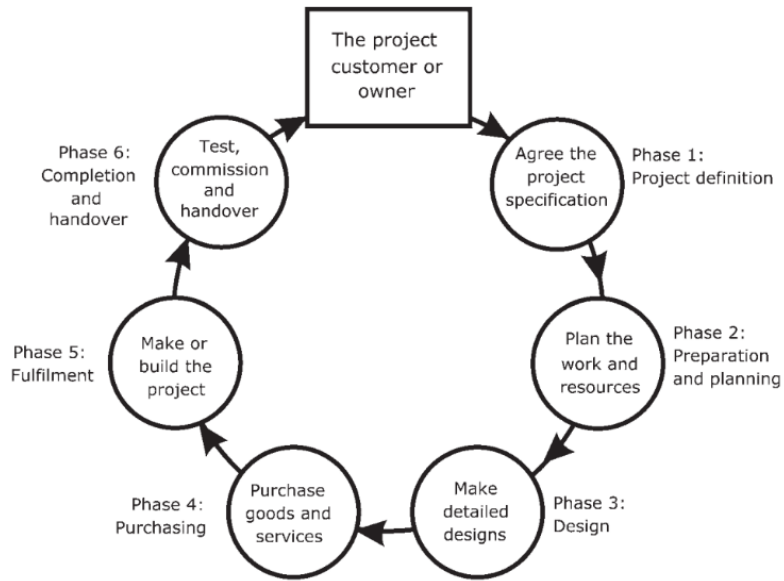 The project
customer or
owner
Agree the
project
specification
Phase 1:
Project definition
Plan the
work and
resources
Phase 2:
Preparation
and planning
Make
detailed
designs
Phase 3:
Design
Purchase
goods and
services
Phase 4:
Purchasing
Make or
build the
project
Phase 5:
Fulfilment
Test,
commission
and
handover
Phase 6:
Completion
and
handover